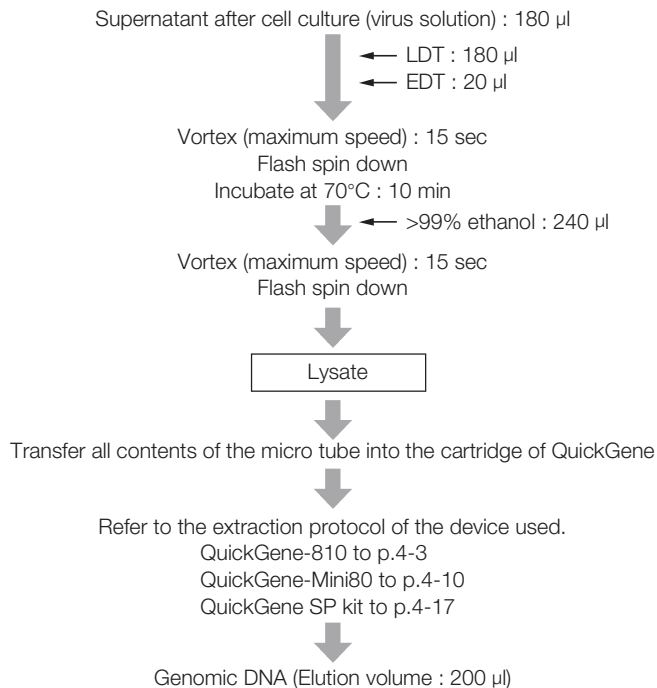 Supernatant after cell culture (virus solution) : 180 µl
LDT : 180 µl
EDT : 20 µl
Vortex (maximum speed) : 15 sec
Flash spin down
Incubate at 70°C : 10 min
>99% ethanol : 240 µl
Vortex (maximum speed) : 15 sec
Flash spin down
Lysate
Transfer all contents of the micro tube into the cartridge of QuickGene
Refer to the extraction protocol of the device used.
QuickGene-810 to p.4-3
QuickGene-Mini80 to p.4-10
QuickGene SP kit to p.4-17
Genomic DNA (Elution volume : 200 µl)